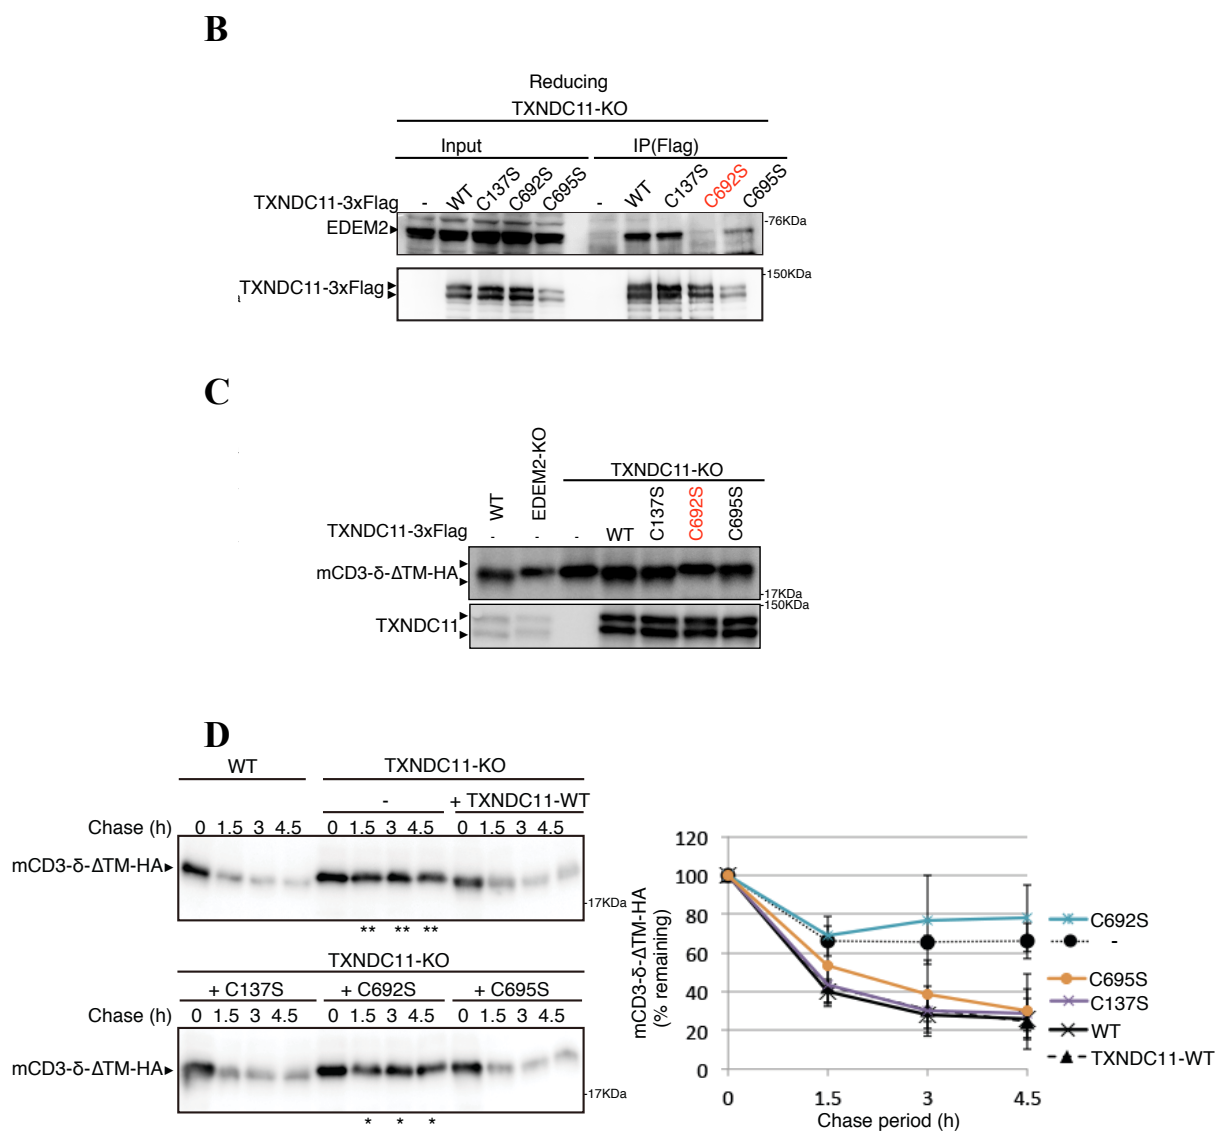 B
Reducing
TXNDC11-KO
Input IP(Flag)
TXNDC11-3xFlag - WT C137S C692S C695S - WT C137S C692S C695S
EDEM2 -76KDa
TXNDC11-3xFlag -150KDa
C
WT EDEM2-KO TXNDC11-KO
TXNDC11-3xFlag - - - WT C137S C692S C695S
mCD3-δ-ΔTM-HA -17KDa
-150KDa
TXNDC11
D
WT TXNDC11-KO
- + TXNDC11-WT
Chase (h) 0 1.5 3 4.5 0 1.5 3 4.5 0 1.5 3 4.5
mCD3-δ-ΔTM-HA
-17KDa
** ** **
TXNDC11-KO
+ C137S + C692S + C695S
Chase (h) 0 1.5 3 4.5 0 1.5 3 4.5 0 1.5 3 4.5
mCD3-δ-ΔTM-HA
-17KDa
* * *
mCD3-δ-ΔTM-HA
(% remaining)
120
100
80
60
40
20
0
0 1.5 3 4.5
Chase period (h)
C692S
-
C695S
C137S
WT
TXNDC11-WT